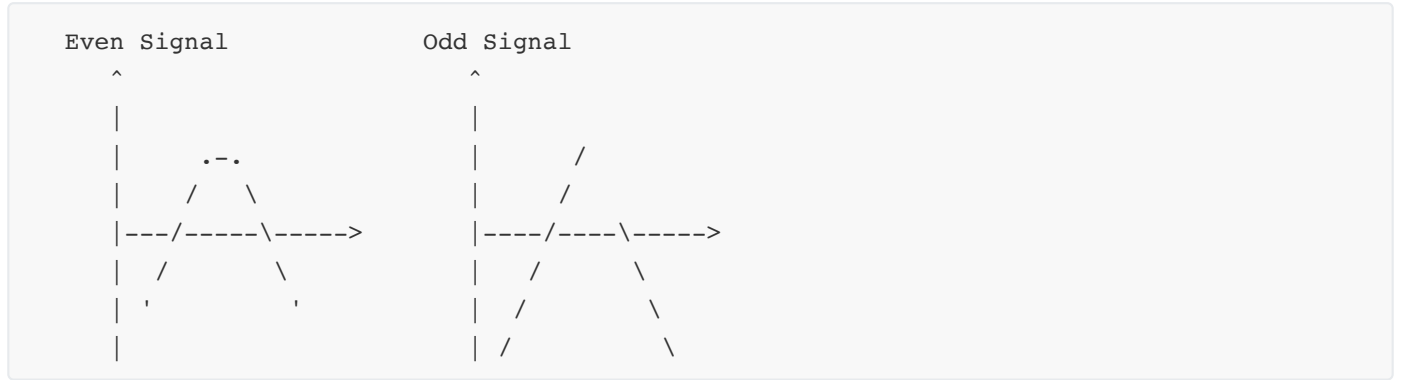 Even Signal Odd Signal
^ ^
| |
| .-. | /
| / \ | /
|---/-----\-----> |----/----\----->
| / \ | / \
| ' ' | / \
| | / \